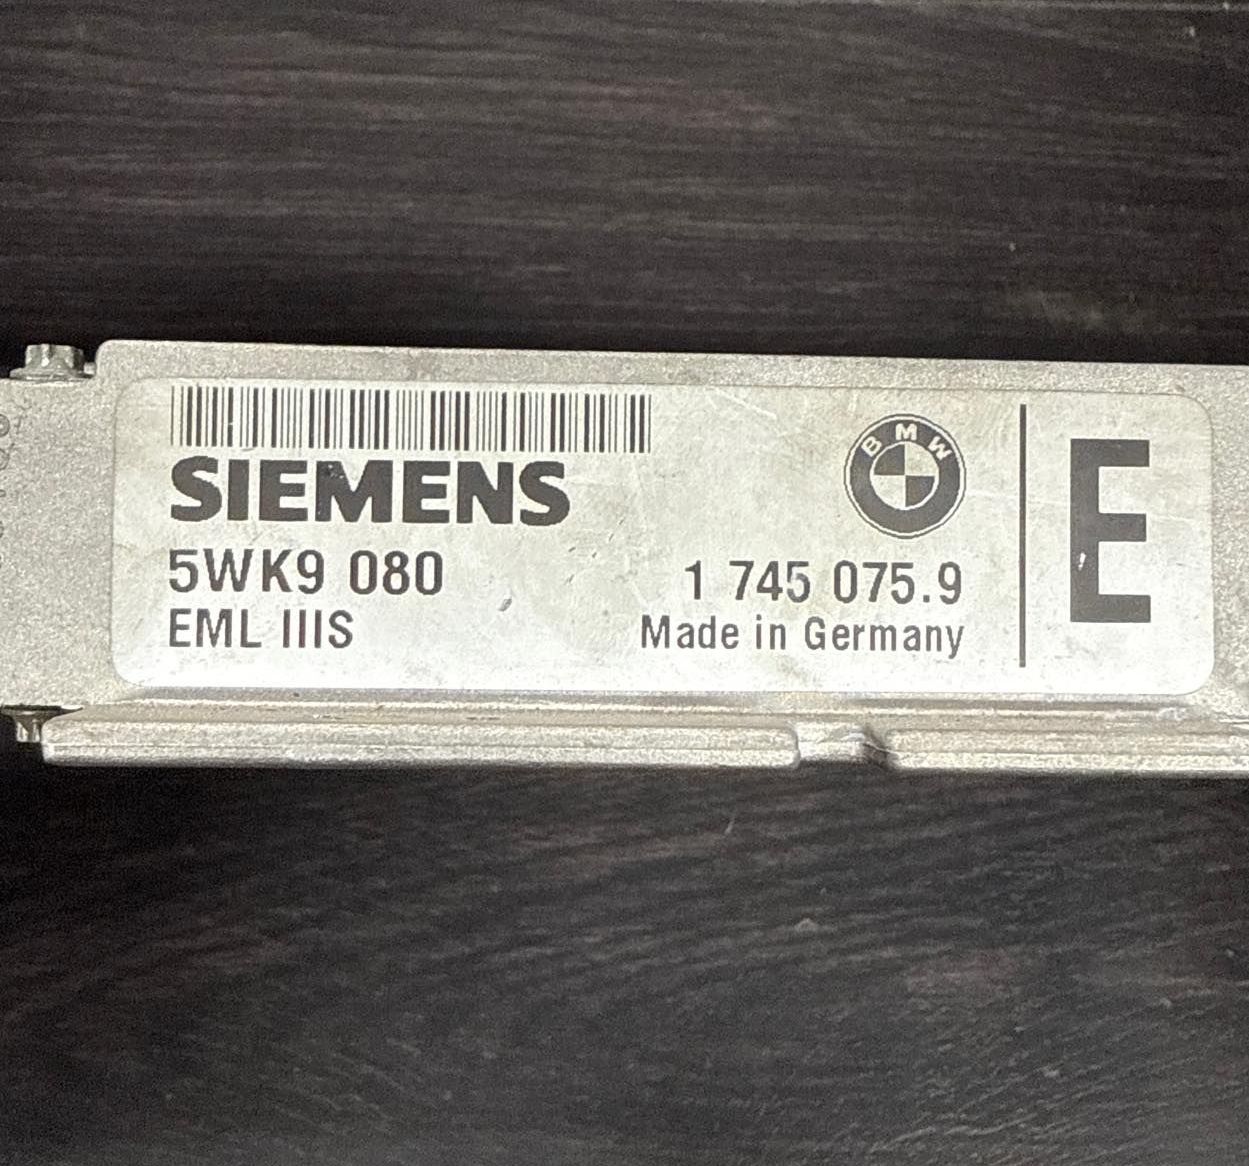 BMW
E
SIEMENS
5WK9 080
1 745 075.9
EML IIIS
Made in Germany